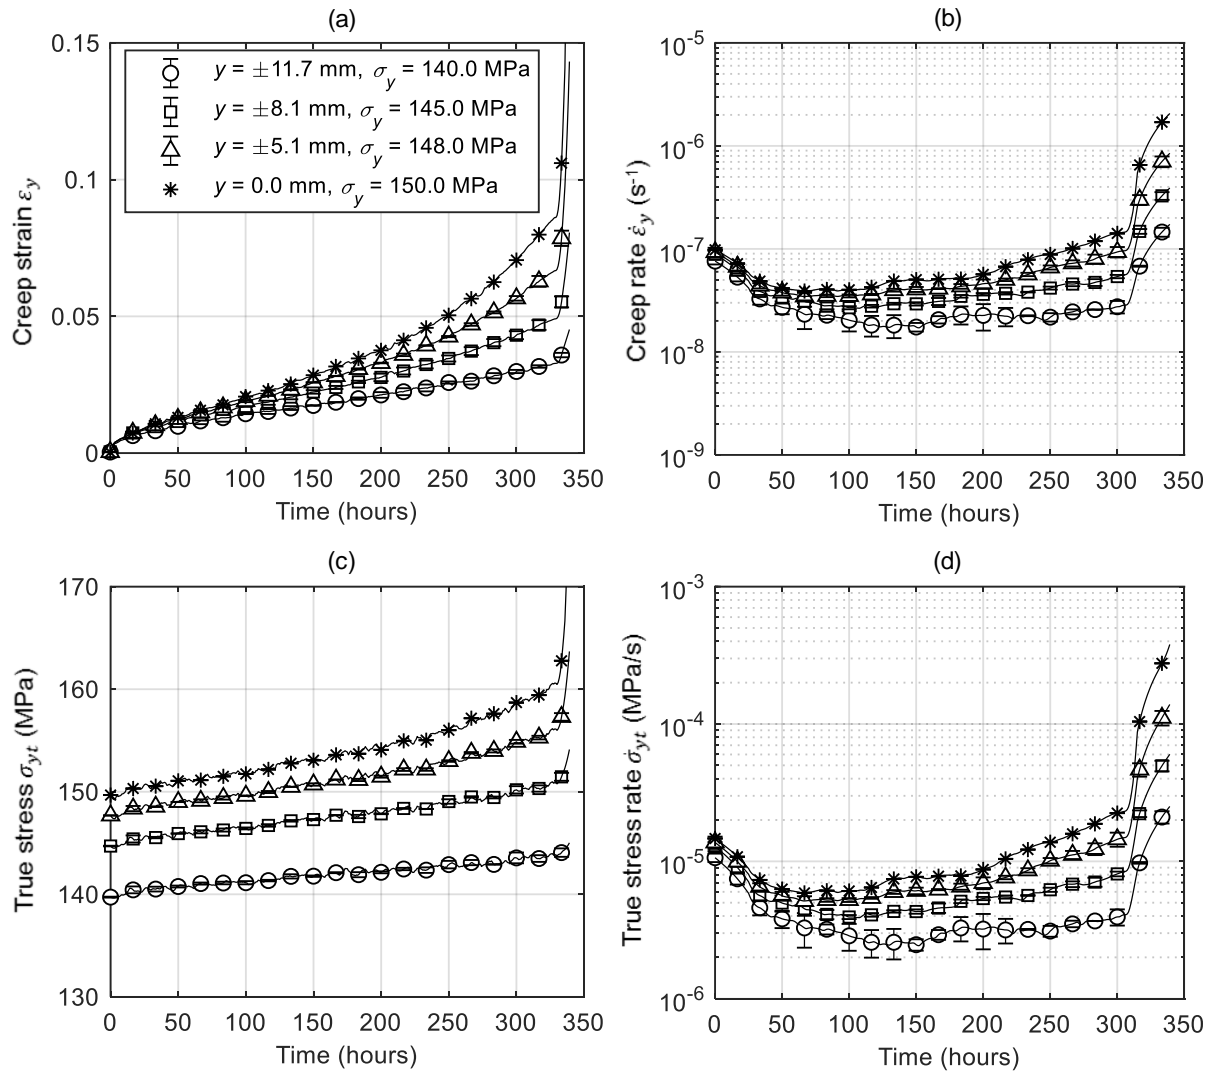 (a)
0.15
0.1
0.05
0
Creep strain ε_y
y = ±11.7 mm, σ_y = 140.0 MPa
y = ±8.1 mm, σ_y = 145.0 MPa
y = ±5.1 mm, σ_y = 148.0 MPa
y = 0.0 mm, σ_y = 150.0 MPa
0 50 100 150 200 250 300 350
Time (hours)
(b)
10⁻⁵
10⁻⁶
10⁻⁷
10⁻⁸
10⁻⁹
Creep rate ε̇_y (s⁻¹)
0 50 100 150 200 250 300 350
Time (hours)
(c)
170
160
150
140
130
True stress σ_yt (MPa)
0 50 100 150 200 250 300 350
Time (hours)
(d)
10⁻³
10⁻⁴
10⁻⁵
10⁻⁶
True stress rate σ̇_yt (MPa/s)
0 50 100 150 200 250 300 350
Time (hours)